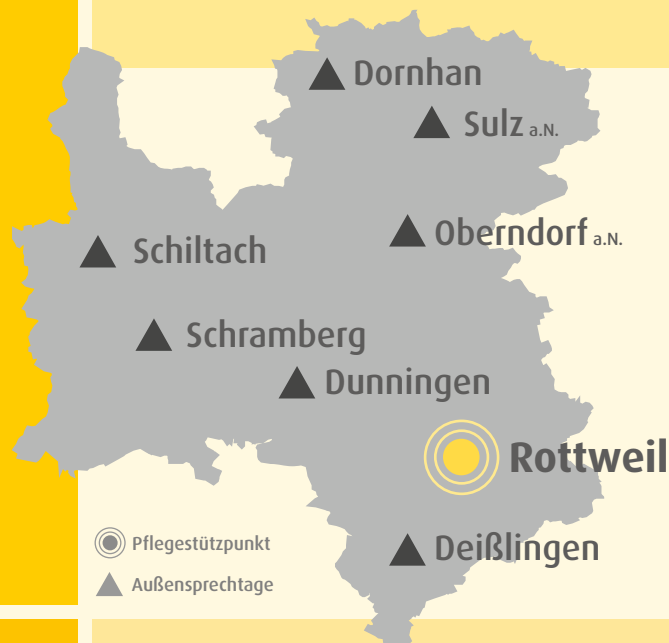 Dornhan
Sulz a.N.
Oberndorf a.N.
Schiltach
Schramberg
Dunningen
Rottweil
Deißlingen
Pflegestützpunkt
Außensprechtage